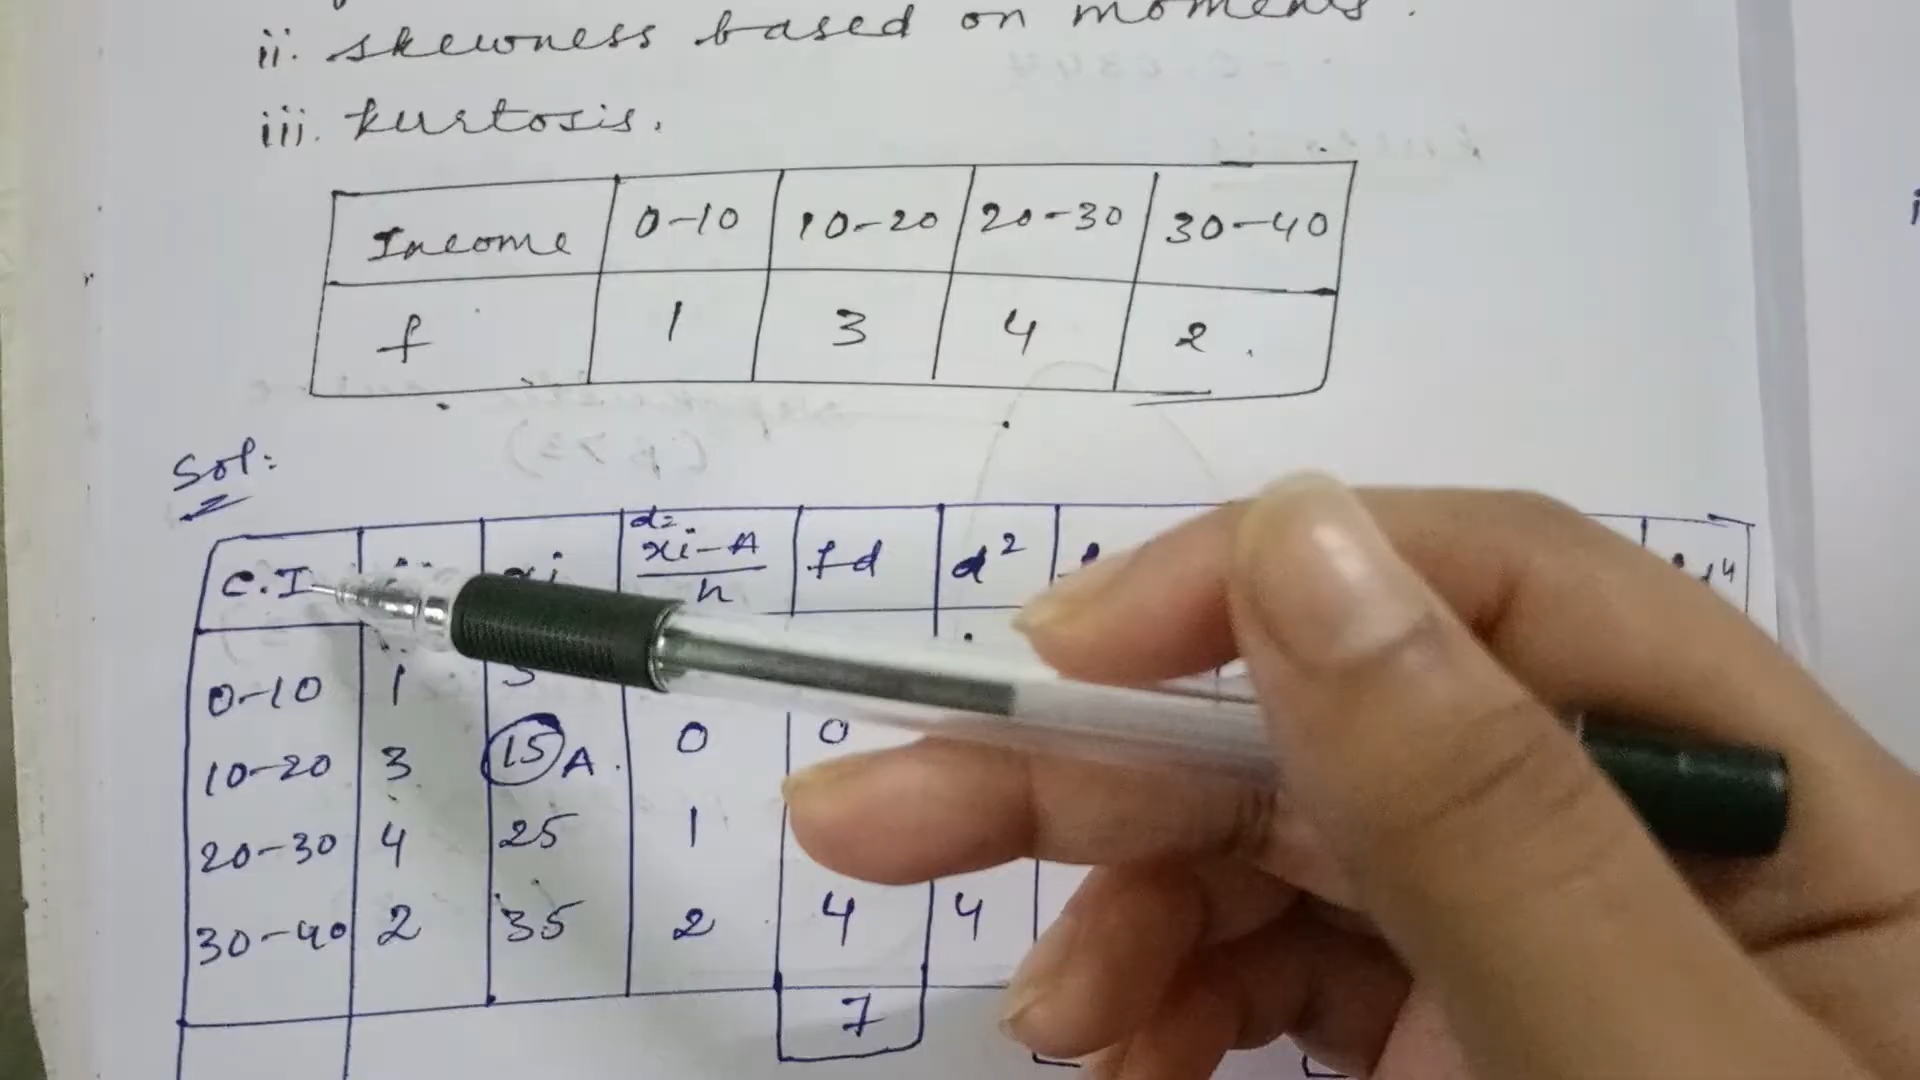 ii. skewness based on moments.
iii. kurtosis.
Income 0-10 10-20 20-30 30-40
f 1 3 4 2
Sol:
C.I xi d= xi-A/h fd d²
0-10 1 5
10-20 3 15 A 0 0
20-30 4 25 1
30-40 2 35 2 4 4
7